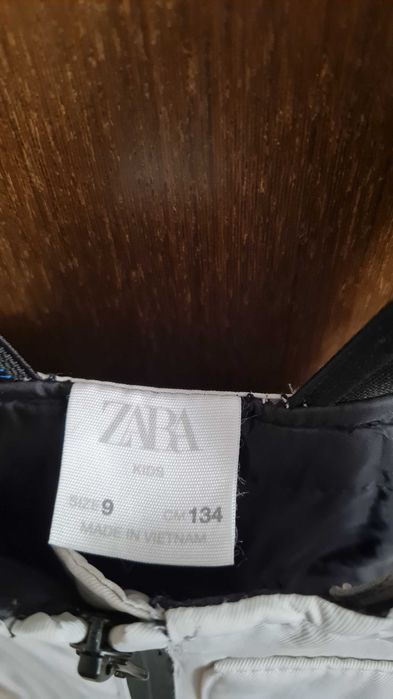 ZARA
KIDS
SIZE 9 CM 134
MADE IN VIETNAM